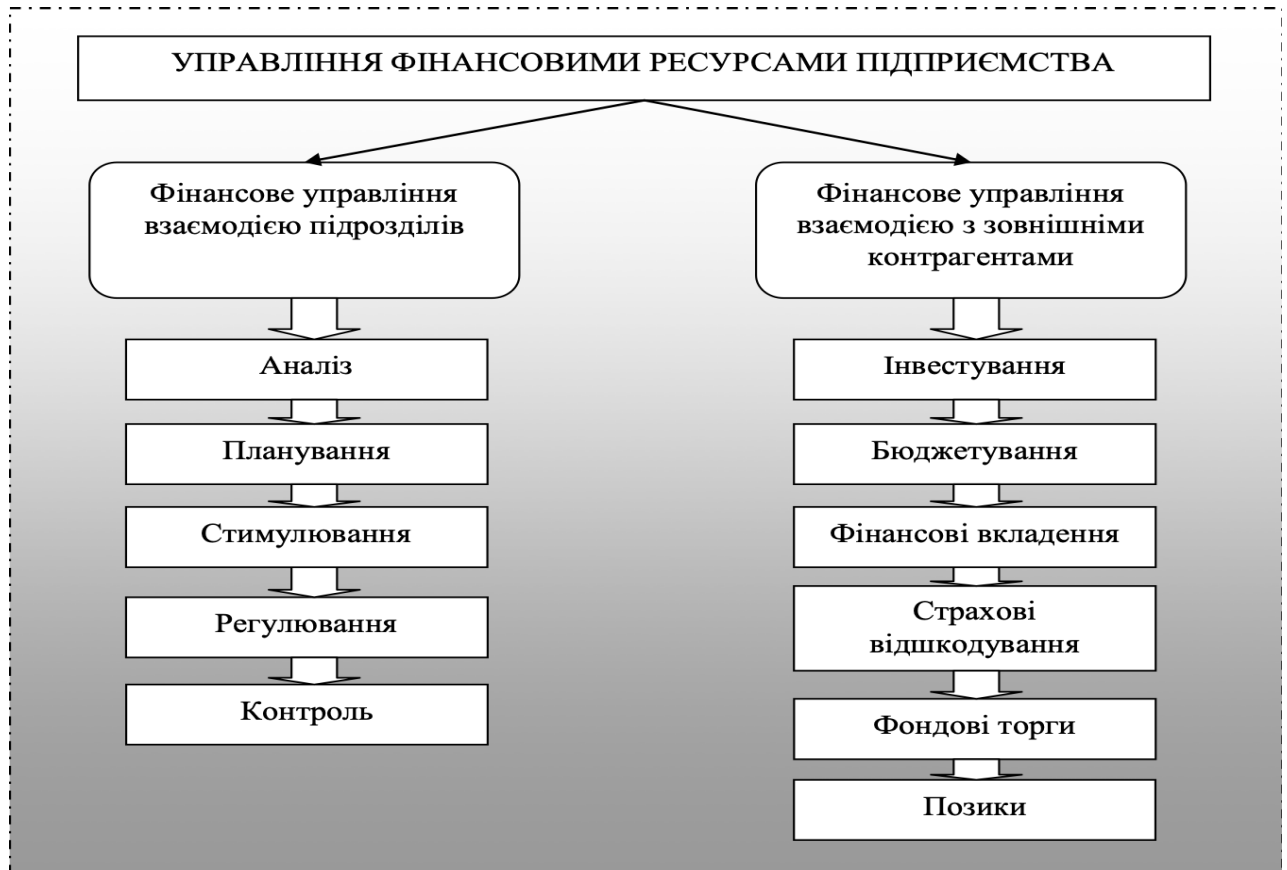 УПРАВЛІННЯ ФІНАНСОВИМИ РЕСУРСАМИ ПІДПРИЄМСТВА
Фінансове управління
взаємодією підрозділів
Аналіз
Планування
Стимулювання
Регулювання
Контроль
Фінансове управління
взаємодією з зовнішніми
контрагентами
Інвестування
Бюджетування
Фінансові вкладення
Страхові
відшкодування
Фондові торги
Позики